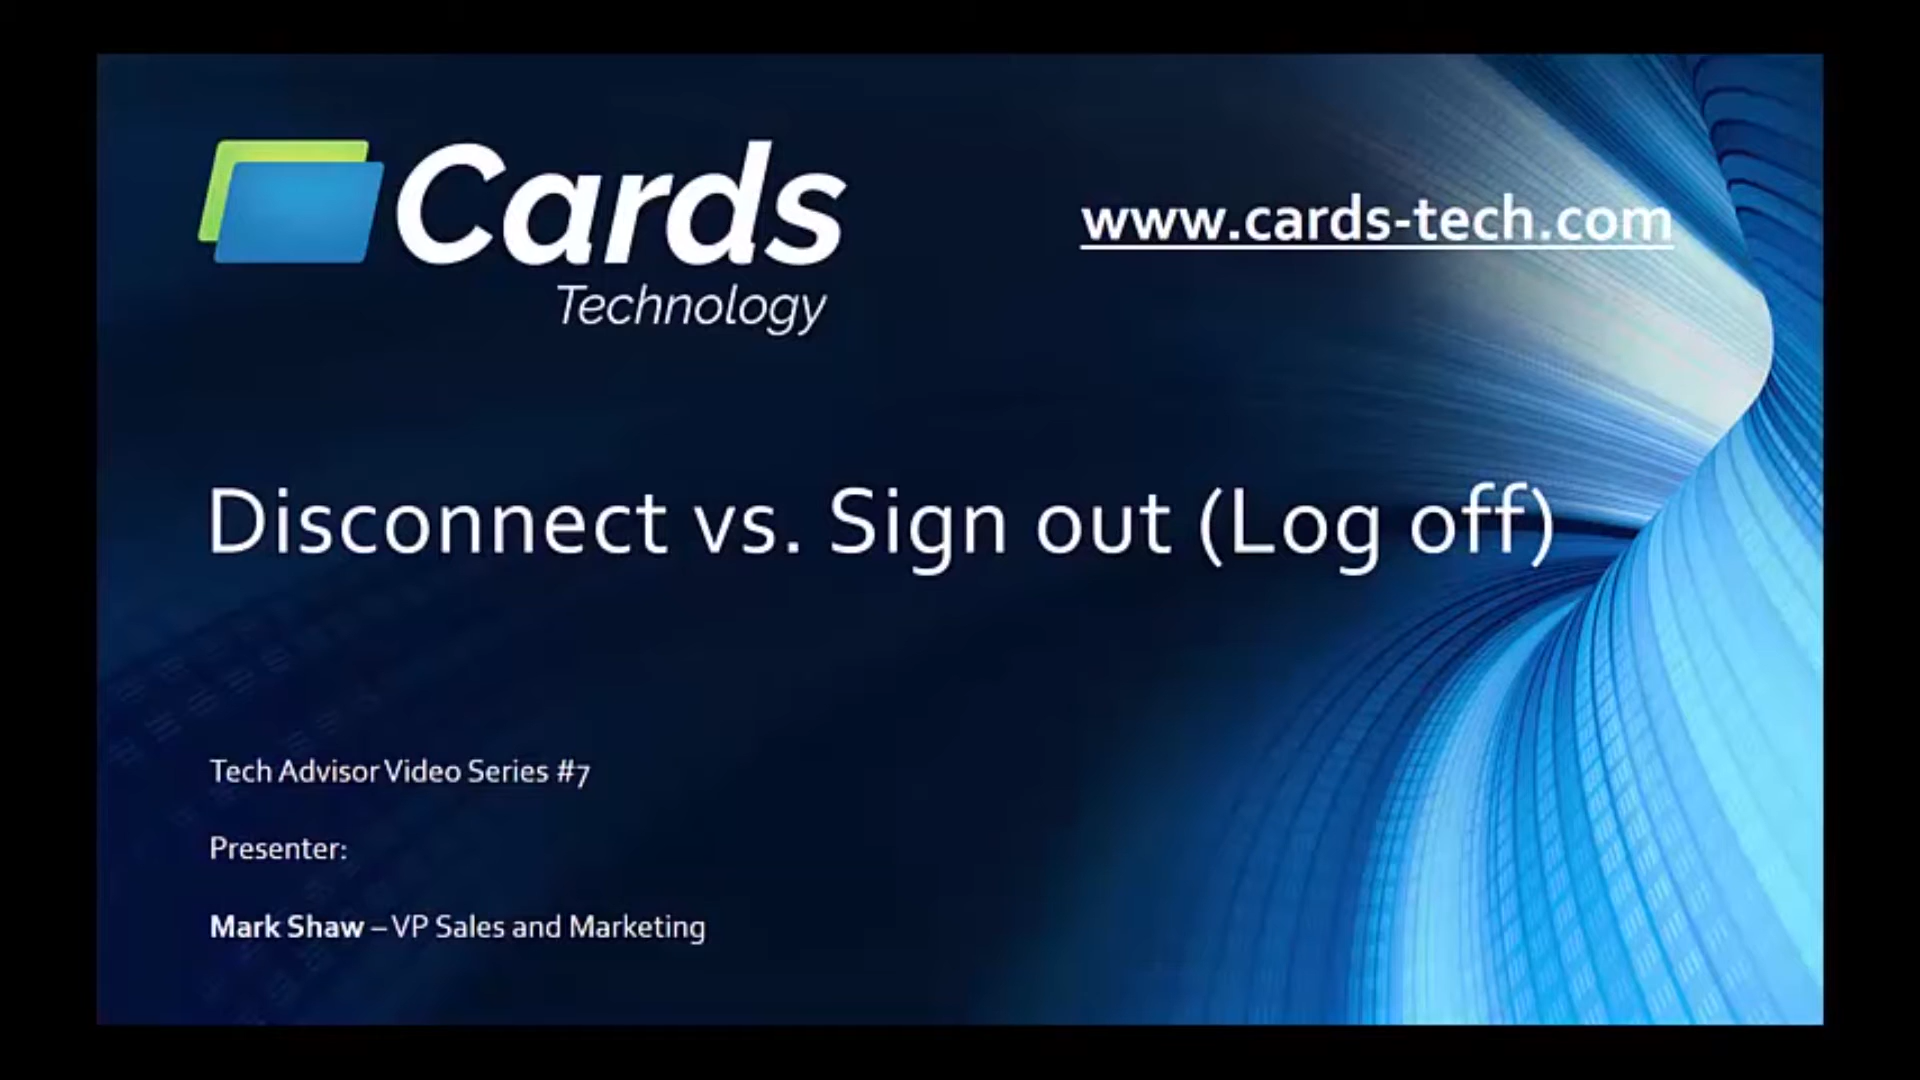 Cards
Technology
www.cards-tech.com
Disconnect vs. Sign out (Log off)
Tech Advisor Video Series #7
Presenter:
Mark Shaw – VP Sales and Marketing